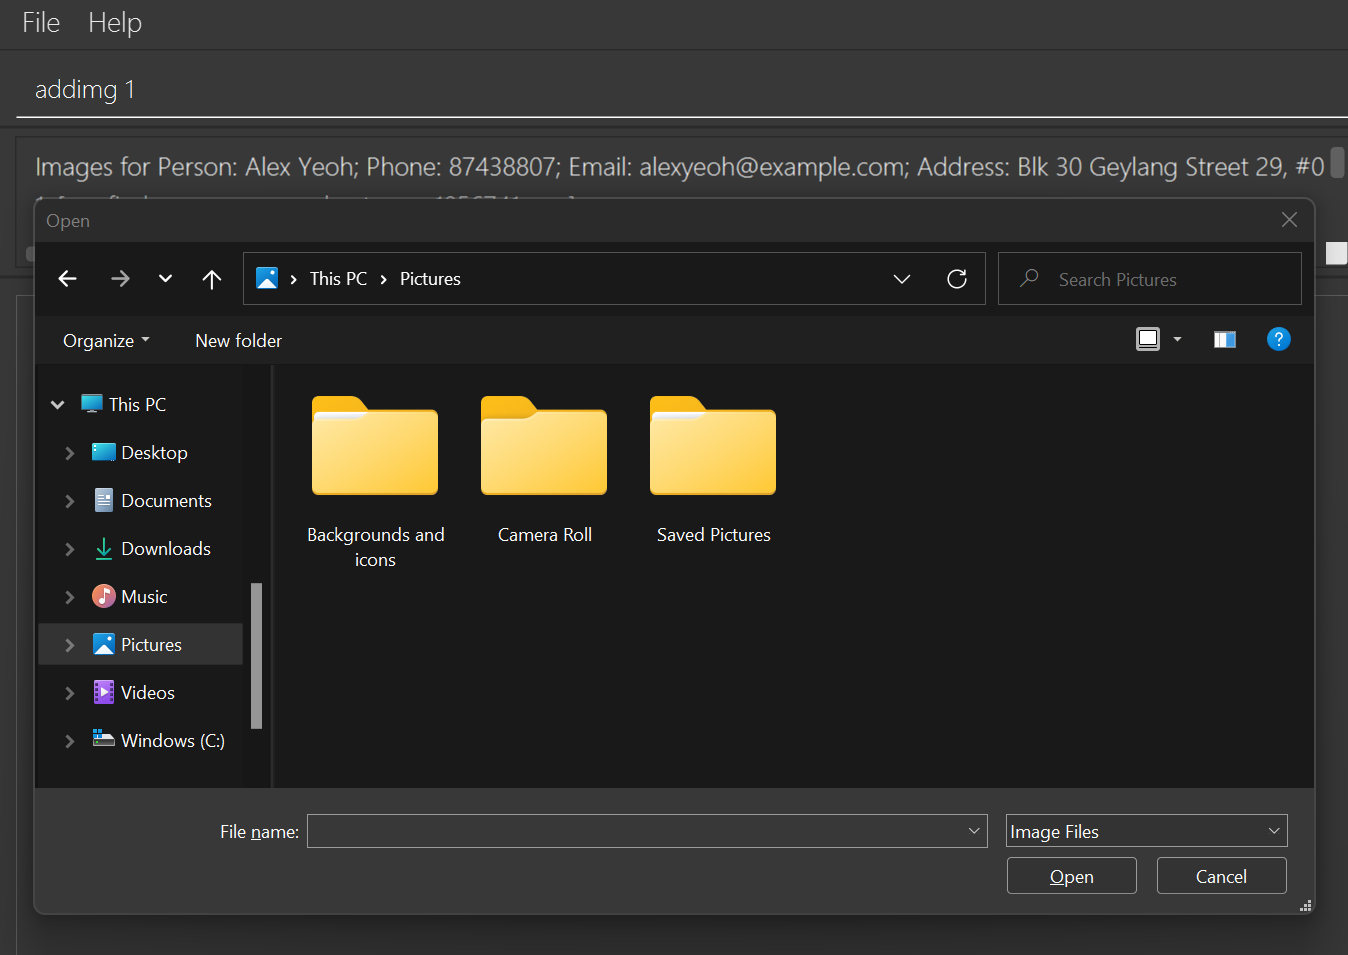 File Help
addimg 1
Images for Person: Alex Yeoh; Phone: 87438807; Email: alexyeoh@example.com; Address: Blk 30 Geylang Street 29, #0
Open
This PC > Pictures
Search Pictures
Organize
New folder
This PC
Desktop
Documents
Downloads
Music
Pictures
Videos
Windows (C:)
Backgrounds and
icons
Camera Roll
Saved Pictures
File name:
Image Files
Open
Cancel